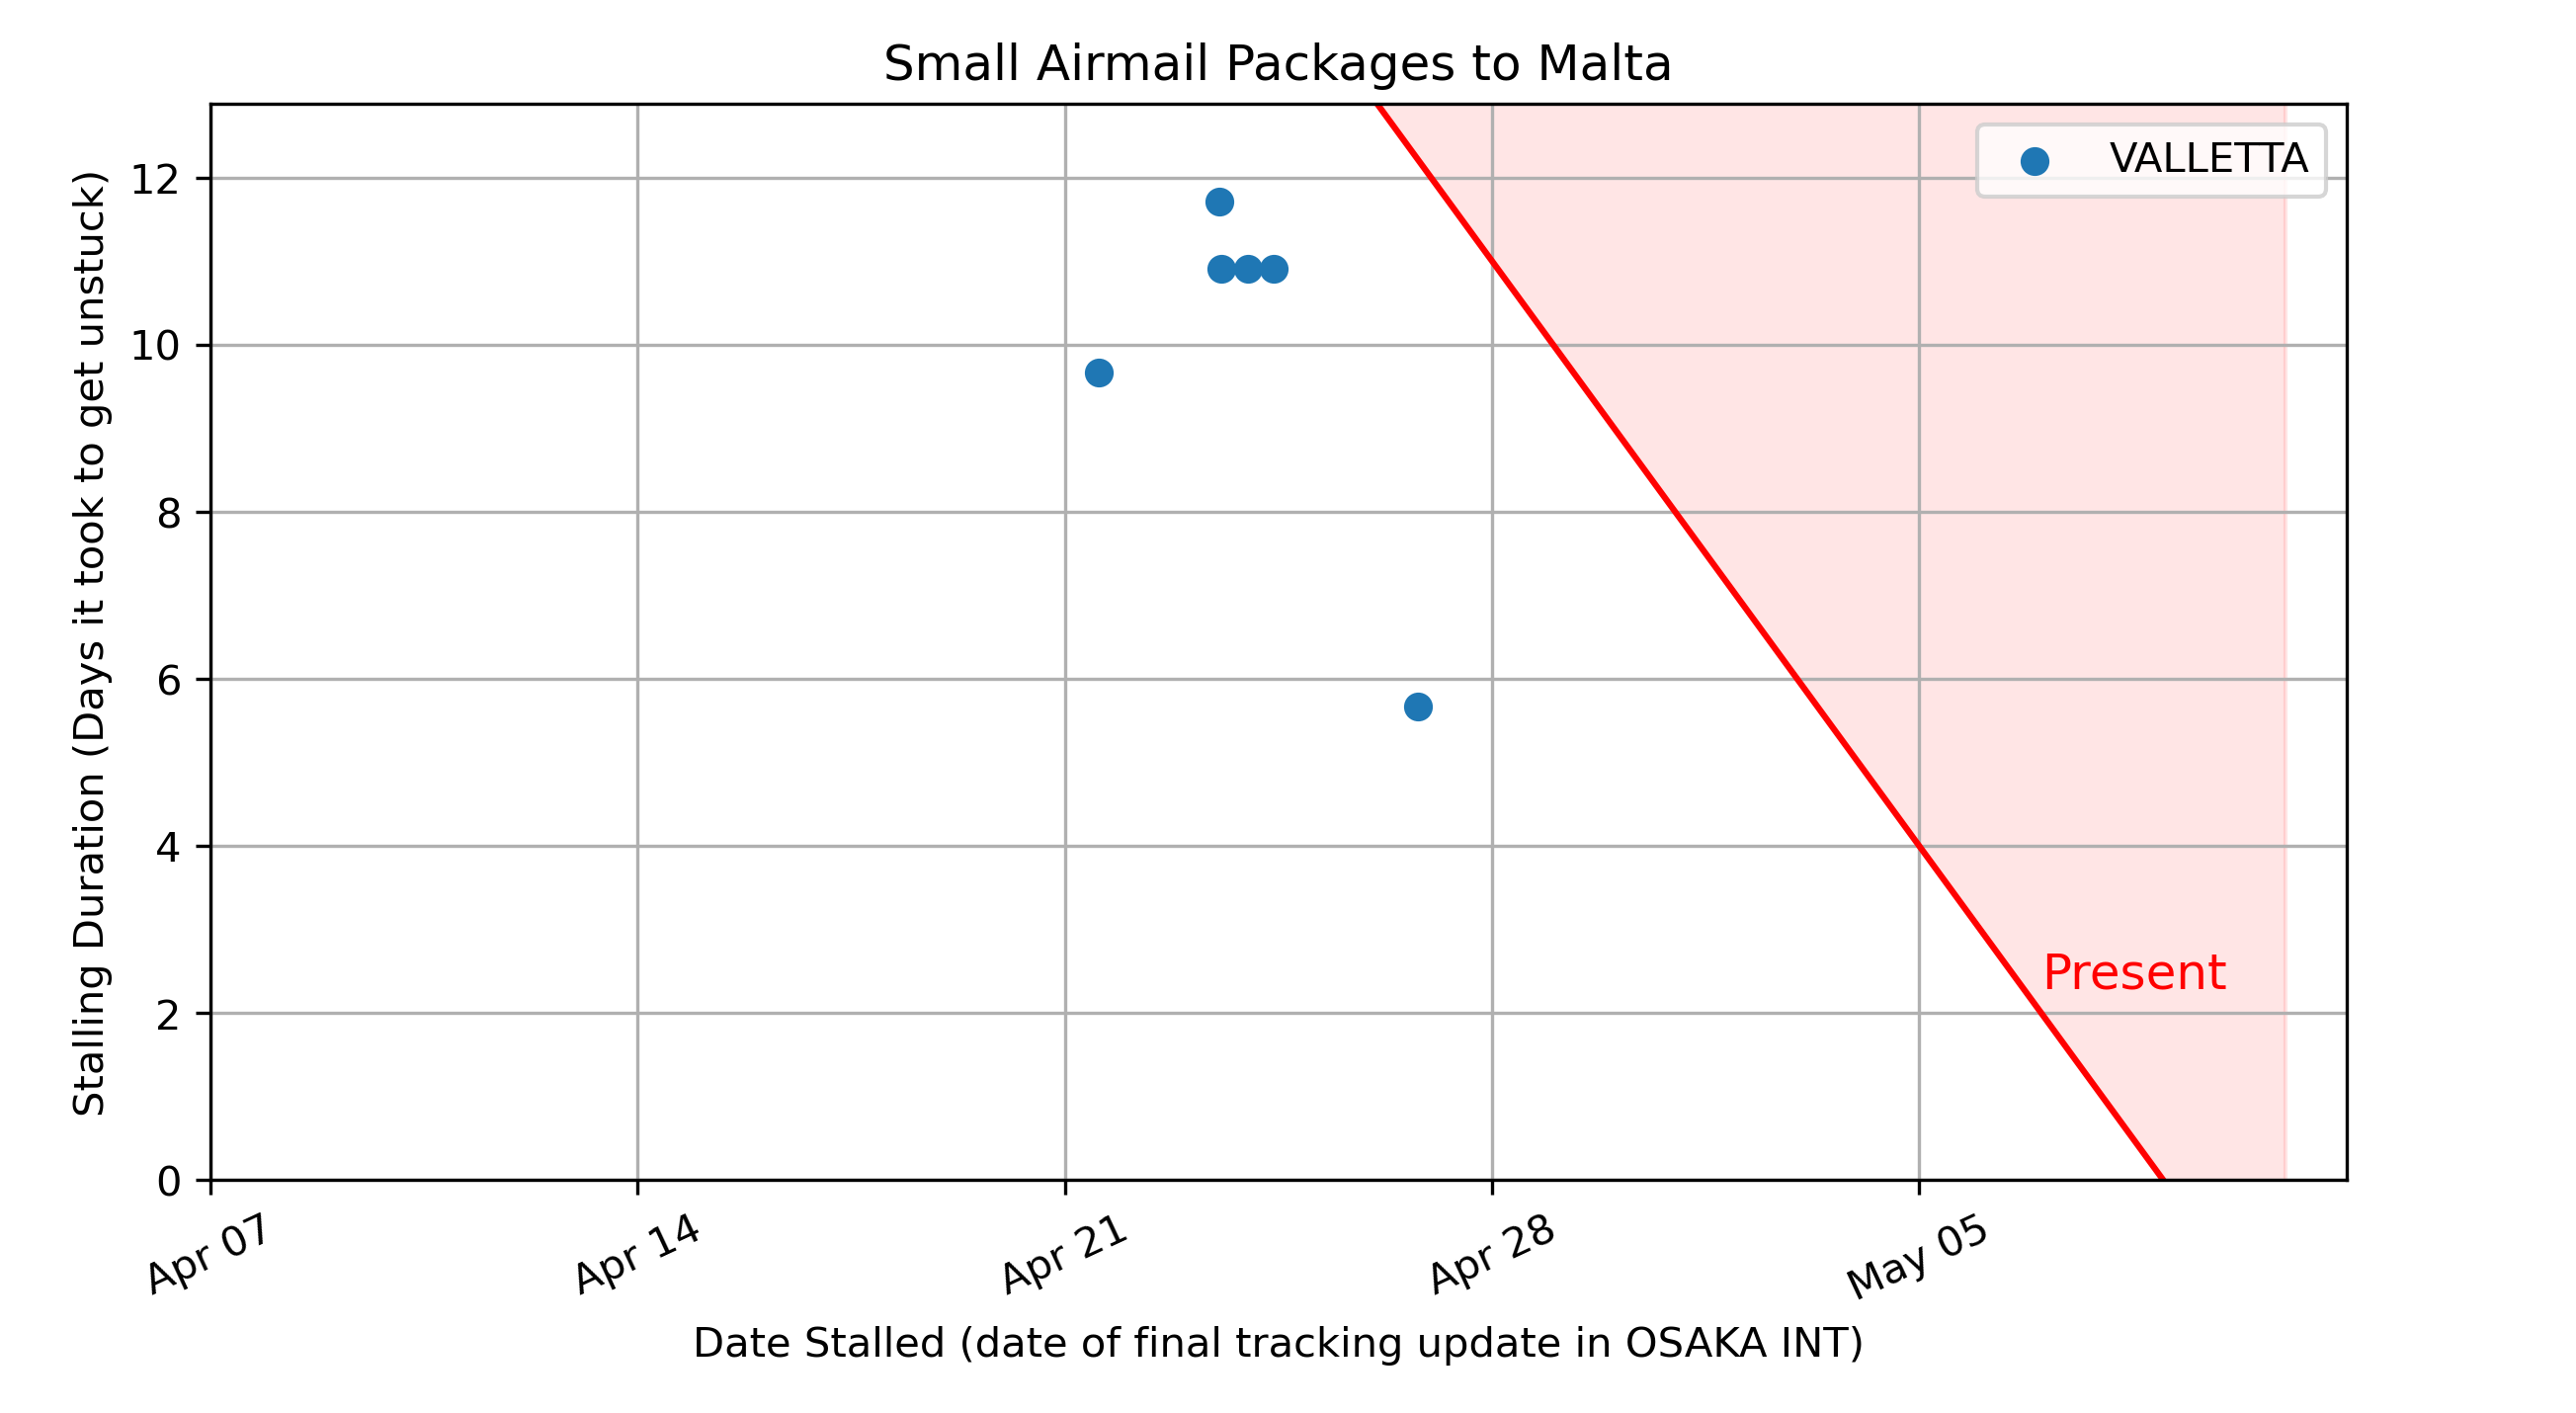 Small Airmail Packages to Malta
VALLETTA
Stalling Duration (Days it took to get unstuck)
12
10
8
6
4
2
0
Present
Apr 07
Apr 14
Apr 21
Apr 28
May 05
Date Stalled (date of final tracking update in OSAKA INT)